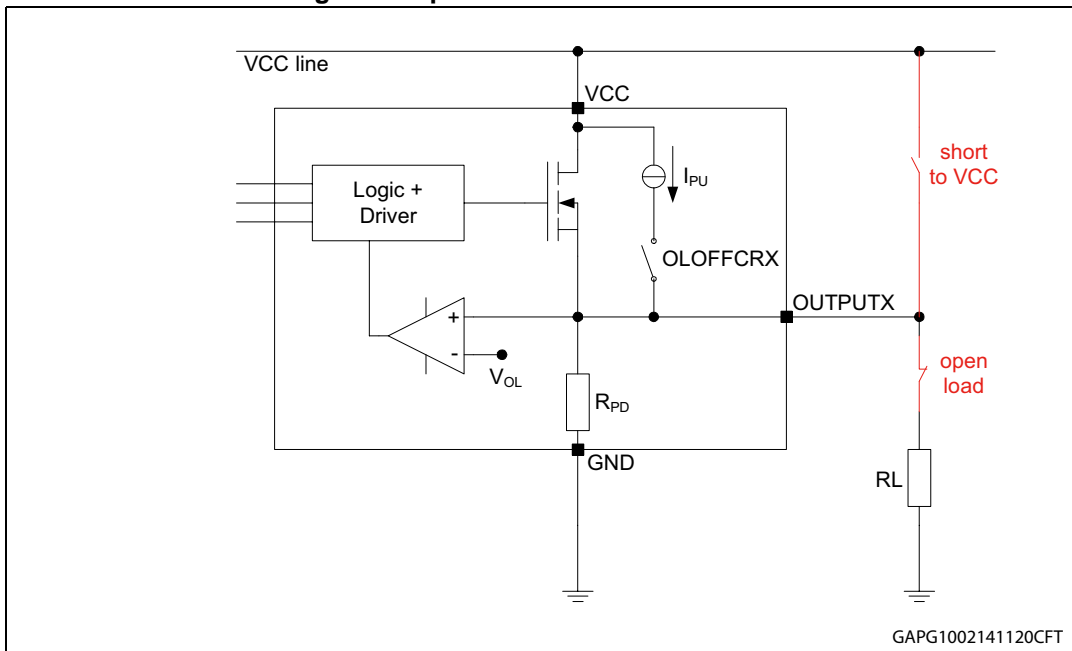 VCC line
VCC
short
to VCC
Logic +
Driver
IPU
OLOFFCRX
OUTPUTX
+
-
VOL
open
load
RPD
GND
RL
GAPG1002141120CFT